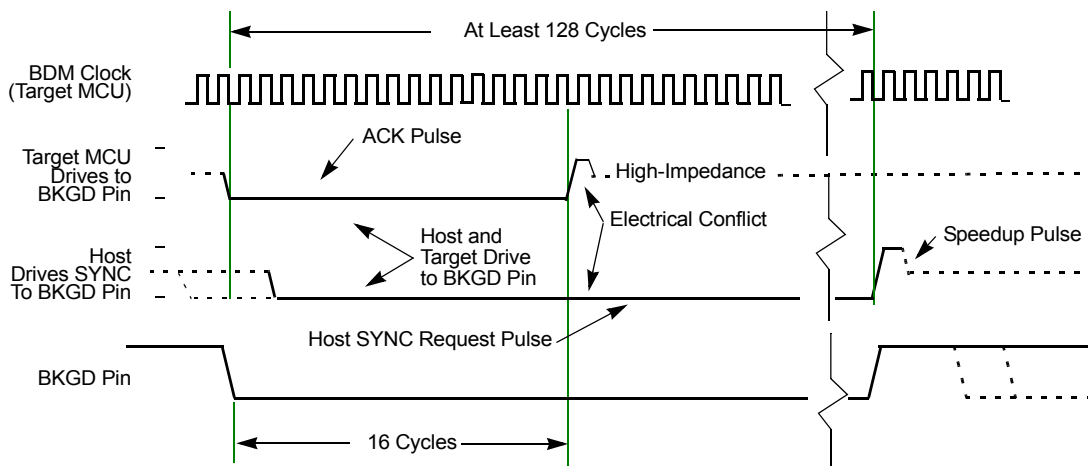 At Least 128 Cycles
BDM Clock
(Target MCU)
ACK Pulse
Target MCU
Drives to
BKGD Pin
High-Impedance
Electrical Conflict
Host and
Target Drive
to BKGD Pin
Speedup Pulse
Host
Drives SYNC
To BKGD Pin
Host SYNC Request Pulse
BKGD Pin
16 Cycles